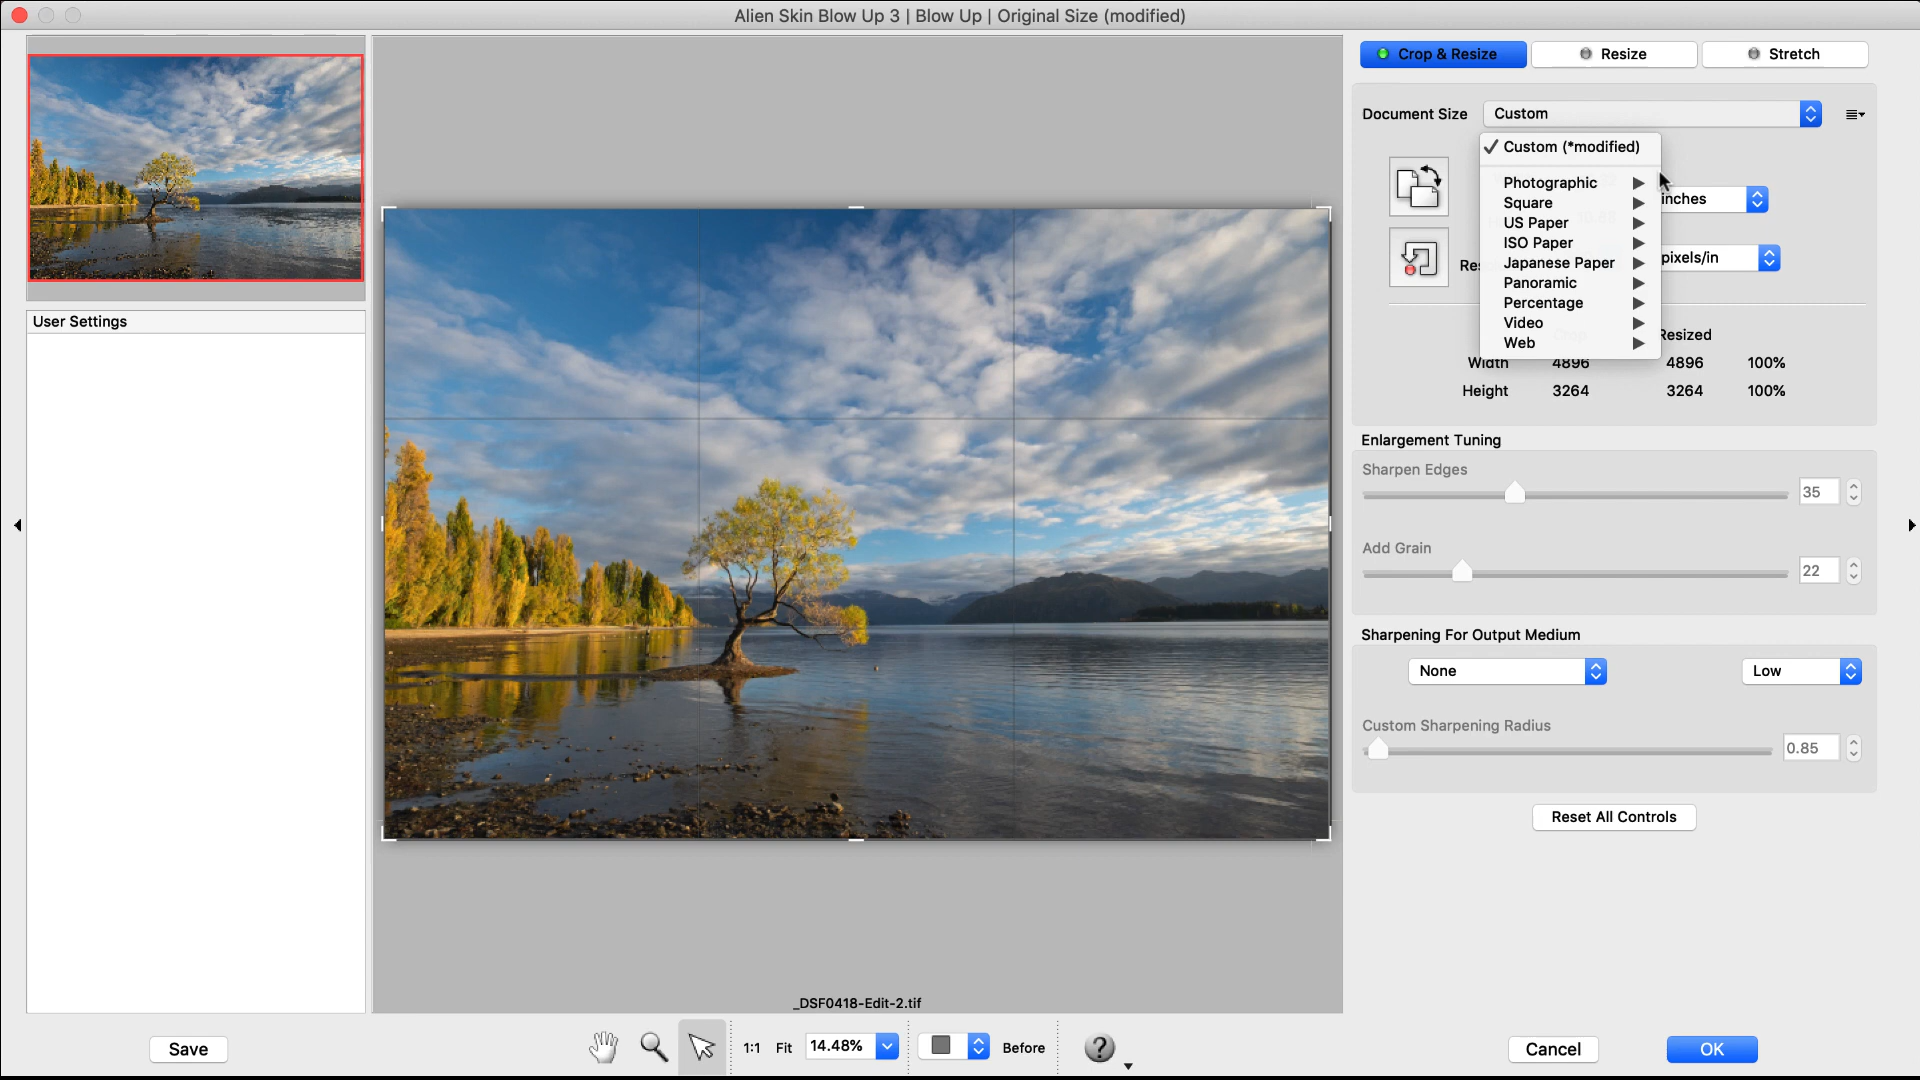 Alien Skin Blow Up 3 | Blow Up | Original Size (modified)
Crop & Resize
Resize
Stretch
Document Size
Custom
Custom (*modified)
Photographic
Square
inches
US Paper
ISO Paper
Japanese Paper
pixels/in
Panoramic
Percentage
Video
Web
Resized
Width 4896 4896 100%
Height 3264 3264 100%
User Settings
Enlargement Tuning
Sharpen Edges
35
Add Grain
22
Sharpening For Output Medium
None
Low
Custom Sharpening Radius
0.85
Reset All Controls
_DSF0418-Edit-2.tif
Save
1:1 Fit 14.48%
Before
?
Cancel
OK